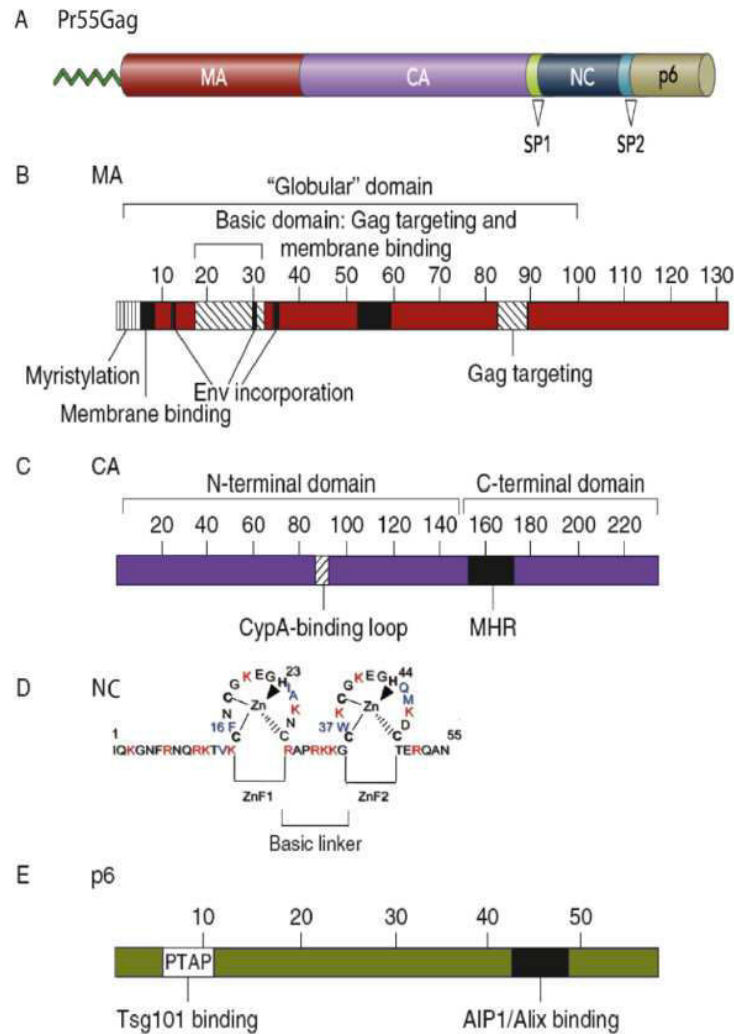 A Pr55Gag
MA CA NC p6
SP1 SP2
B MA
“Globular” domain
Basic domain: Gag targeting and
membrane binding
10 20 30 40 50 60 70 80 90 100 110 120 130
Myristylation
Membrane binding
Env incorporation
Gag targeting
C CA
N-terminal domain C-terminal domain
20 40 60 80 100 120 140 160 180 200 220
CypA-binding loop MHR
D NC
1 IQKGNFRNQRKTVK C 16 F N C G K E G H 23 I A K N C RAPRKKG C 37 W K C G K E G H 44 Q M K D C TERQAN 55
Zn Zn
ZnF1 ZnF2
Basic linker
E p6
10 20 30 40 50
PTAP
Tsg101 binding AIP1/Alix binding